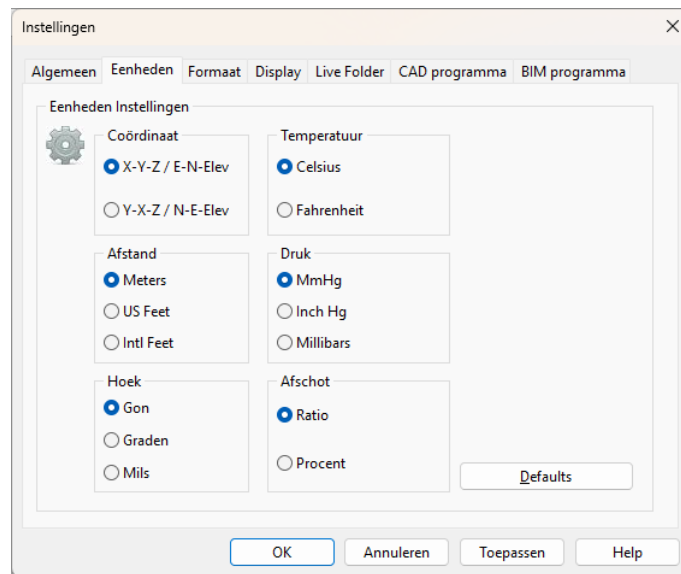 Instellingen
Algemeen Eenheden Formaat Display Live Folder CAD programma BIM programma
Eenheden Instellingen
Coördinaat
X-Y-Z / E-N-Elev
Y-X-Z / N-E-Elev
Temperatuur
Celsius
Fahrenheit
Afstand
Meters
US Feet
Intl Feet
Druk
MmHg
Inch Hg
Millibars
Hoek
Gon
Graden
Mils
Afschot
Ratio
Procent
Defaults
OK Annuleren Toepassen Help